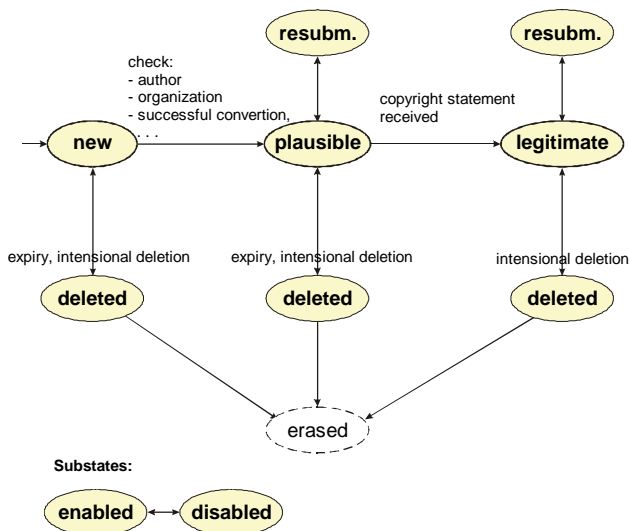 resubm.
resubm.
check:
- author
- organization
- successful convertion,
. . .
copyright statement
received
new
plausible
legitimate
expiry, intensional deletion
expiry, intensional deletion
intensional deletion
deleted
deleted
deleted
erased
Substates:
enabled
disabled